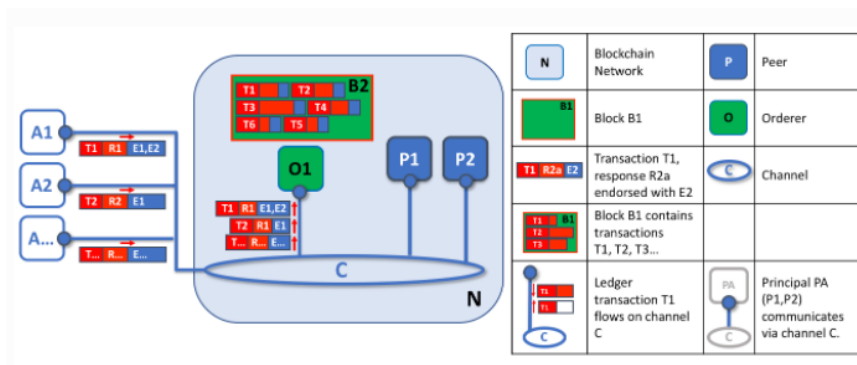 A1
T1 R1 E1,E2
A2
T2 R2 E1
A...
T... R... E...
B2
T1 T2
T3 T4
T6 T5
O1
P1
P2
T1 R1 E1,E2
T2 R1 E1
T... R... E...
C
N
N
Blockchain
Network
P
Peer
B1
Block B1
O
Orderer
T1 R2a E2
Transaction T1,
response R2a
endorsed with E2
C
Channel
T1 B1
T2
T3
Block B1 contains
transactions
T1, T2, T3...
T1
T1
C
Ledger
transaction T1
flows on channel
C
PA
C
Principal PA
(P1,P2)
communicates
via channel C.